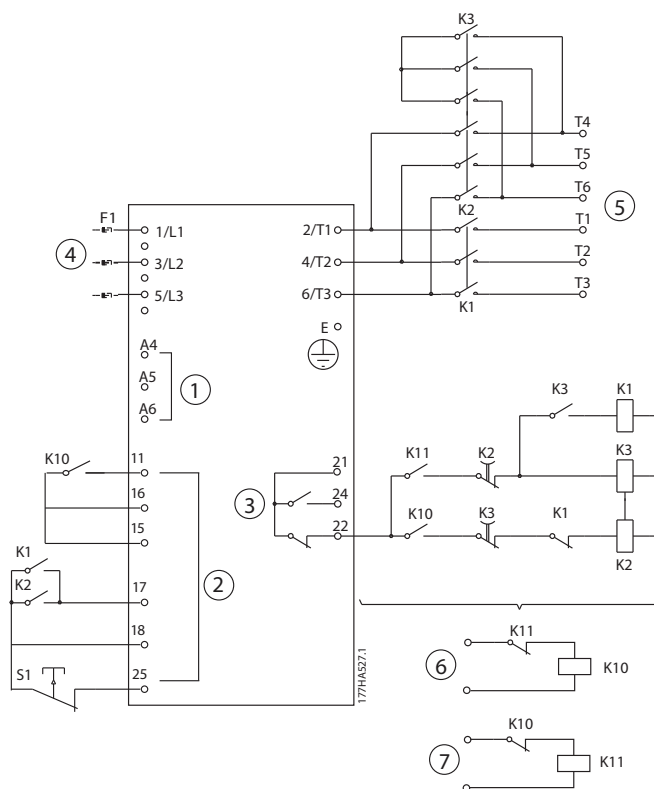 K3
T4
T5
T6
5
F1
1/L1
2/T1
K2
T1
4
3/L2
4/T2
T2
5/L3
6/T3
K1
T3
E
A4
A5
1
A6
K3
K1
K10
11
21
K11
K2
K3
16
3
24
15
22
K10
K3
K1
K2
K1
K2
17
2
18
S1
25
177HA527.1
6
K11
K10
7
K10
K11